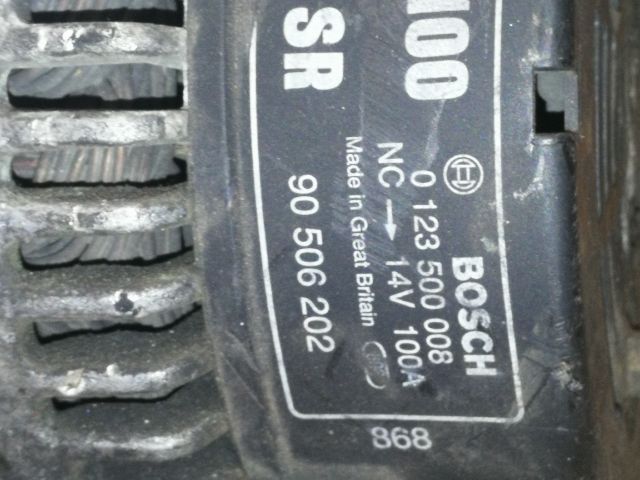 100
SR
BOSCH
0 123 500 008
NC → 14V 100A
Made in Great Britain
90 506 202
868